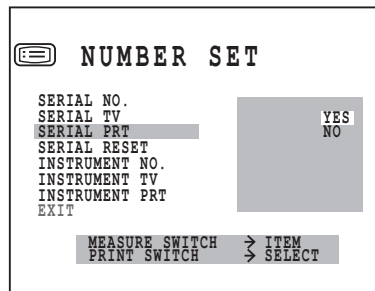 NUMBER SET
SERIAL NO.
SERIAL TV
SERIAL PRT
SERIAL RESET
INSTRUMENT NO.
INSTRUMENT TV
INSTRUMENT PRT
EXIT
YES
NO
MEASURE SWITCH → ITEM
PRINT SWITCH → SELECT